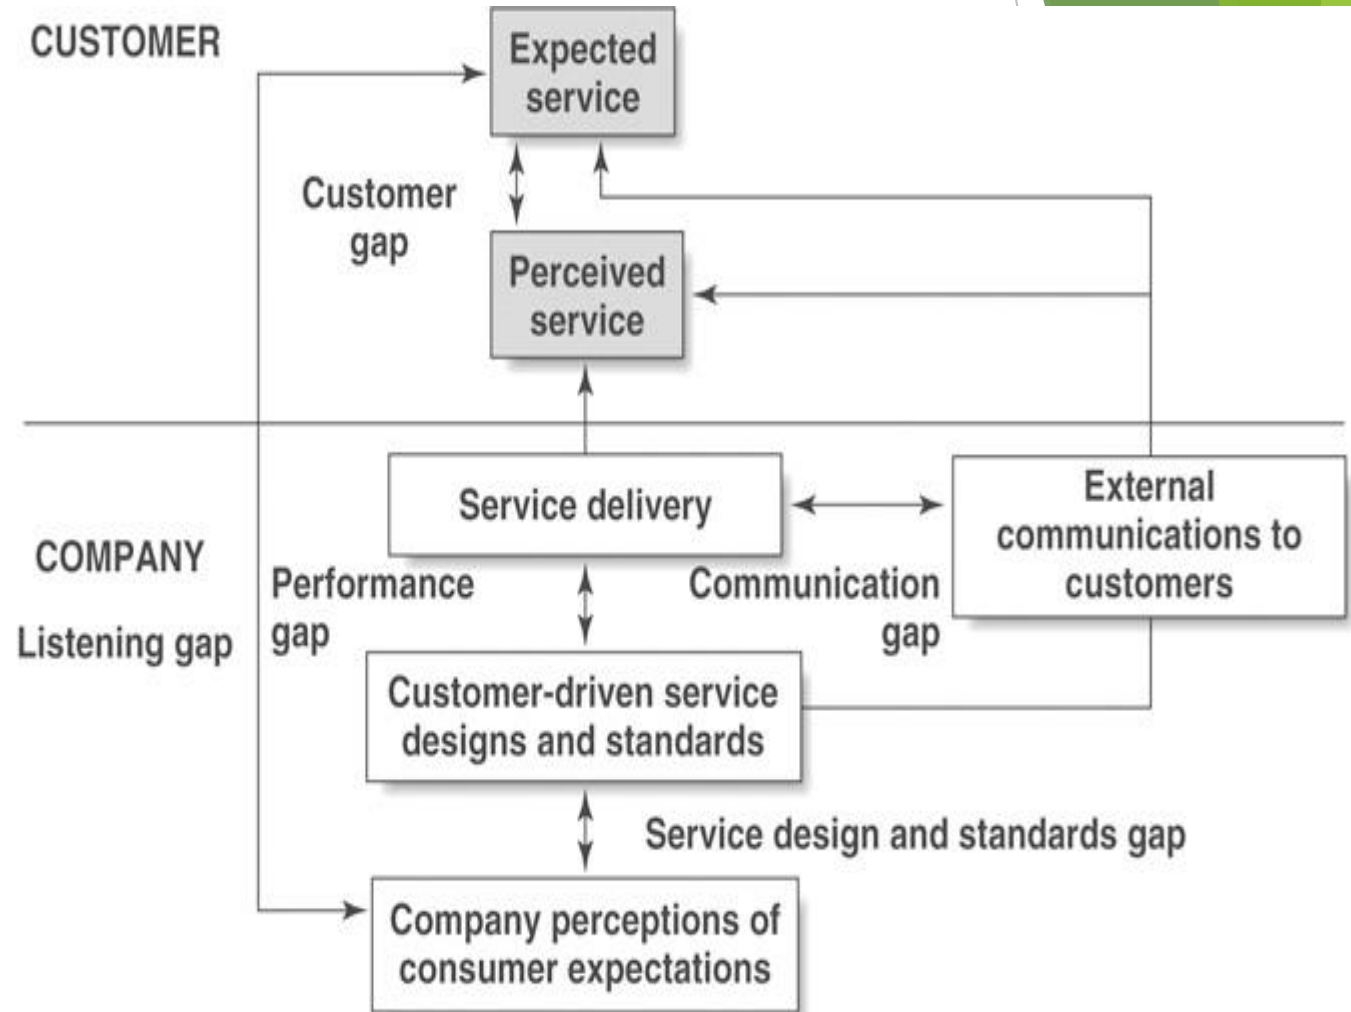 CUSTOMER
Expected
service
Customer
gap
Perceived
service
Service delivery
External
communications to
customers
COMPANY
Listening gap
Performance
gap
Communication
gap
Customer-driven service
designs and standards
Service design and standards gap
Company perceptions of
consumer expectations